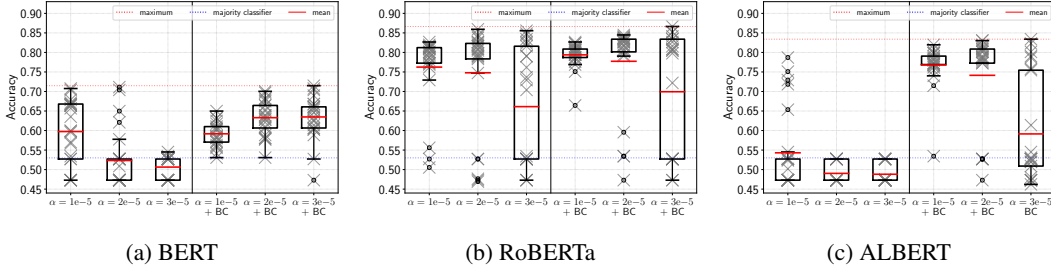 maximum majority classifier mean
Accuracy
0.90
0.85
0.80
0.75
0.70
0.65
0.60
0.55
0.50
0.45
α = 1e-5 α = 2e-5 α = 3e-5 α = 1e-5 α = 2e-5 α = 3e-5
+ BC + BC + BC
(a) BERT
maximum majority classifier mean
Accuracy
0.90
0.85
0.80
0.75
0.70
0.65
0.60
0.55
0.50
0.45
α = 1e-5 α = 2e-5 α = 3e-5 α = 1e-5 α = 2e-5 α = 3e-5
+ BC + BC + BC
(b) RoBERTa
maximum majority classifier mean
Accuracy
0.90
0.85
0.80
0.75
0.70
0.65
0.60
0.55
0.50
0.45
α = 1e-5 α = 2e-5 α = 3e-5 α = 1e-5 α = 2e-5 α = 3e-5
+ BC + BC BC
(c) ALBERT